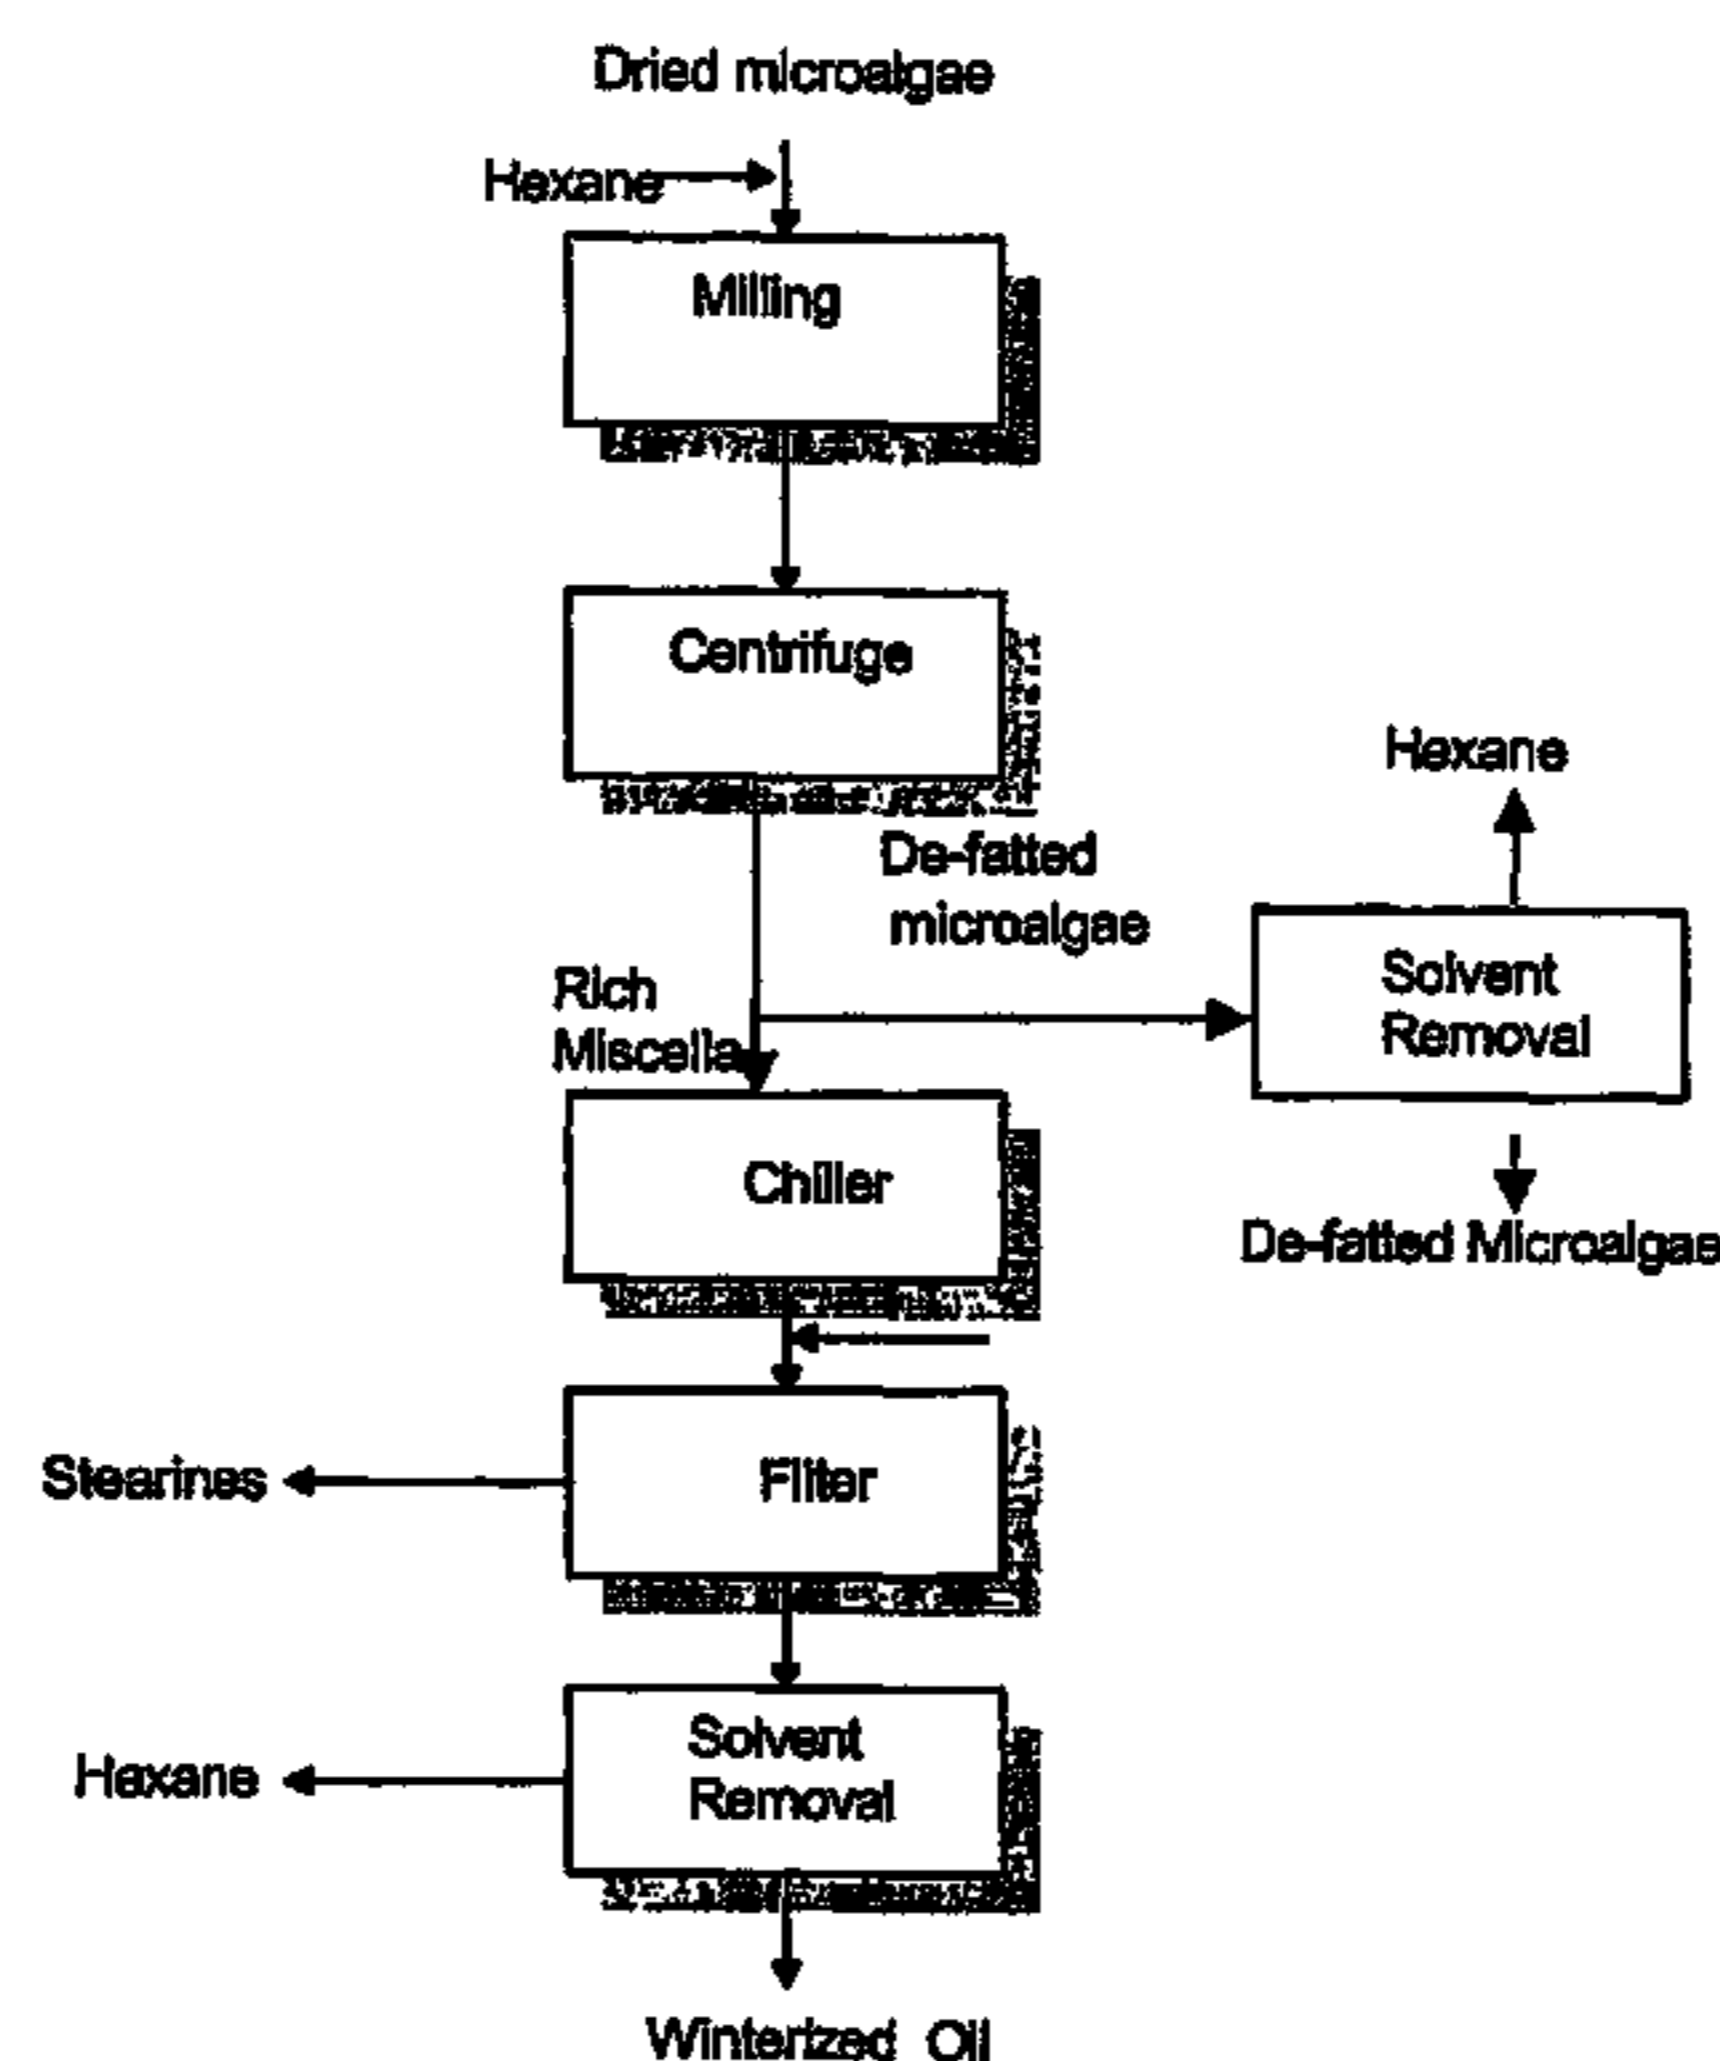 Dried microalgae
Hexane
Milling
Centrifuge
Hexane
De-fatted
microalgae
Solvent
Removal
Rich
Miscella
Chiller
De-fatted Microalgae
Filter
Stearines
Solvent
Removal
Hexane
Winterized Oil